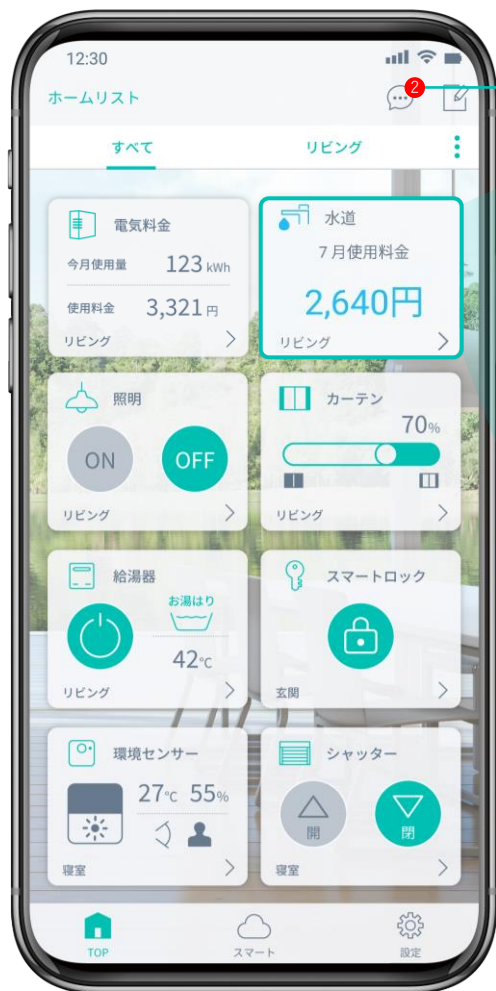 12:30
ホームリスト
2
すべて
リビング
電気料金
今月使用量 123 kWh
使用料金 3,321 円
リビング
水道
7月使用料金
2,640円
リビング
照明
ON OFF
リビング
カーテン
70%
リビング
給湯器
お湯はり
42℃
リビング
スマートロック
玄関
環境センサー
27℃ 55%
寝室
シャッター
開 閉
寝室
TOP
スマート
設定